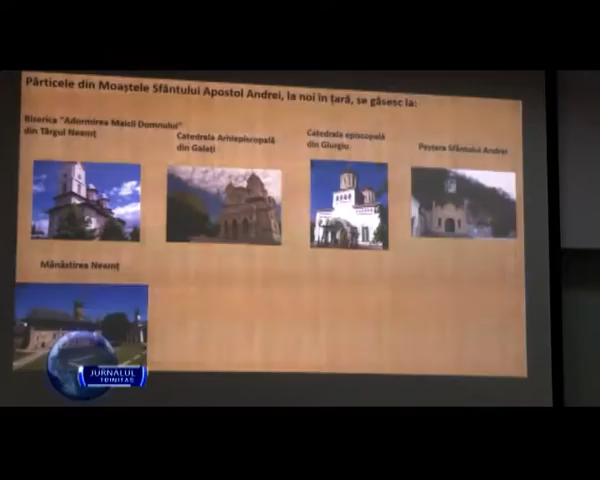 Părticele din Moaștele Sfântului Apostol Andrei, la noi în țară, se găsesc la:
Biserica "Adormirea Maicii Domnului"
din Târgul Neamț
Catedrala Arhiepiscopală
din Galați
Catedrala episcopală
din Giurgiu
Peștera Sfântului Andrei
Mănăstirea Neamț
JURNALUL
TRINITAS